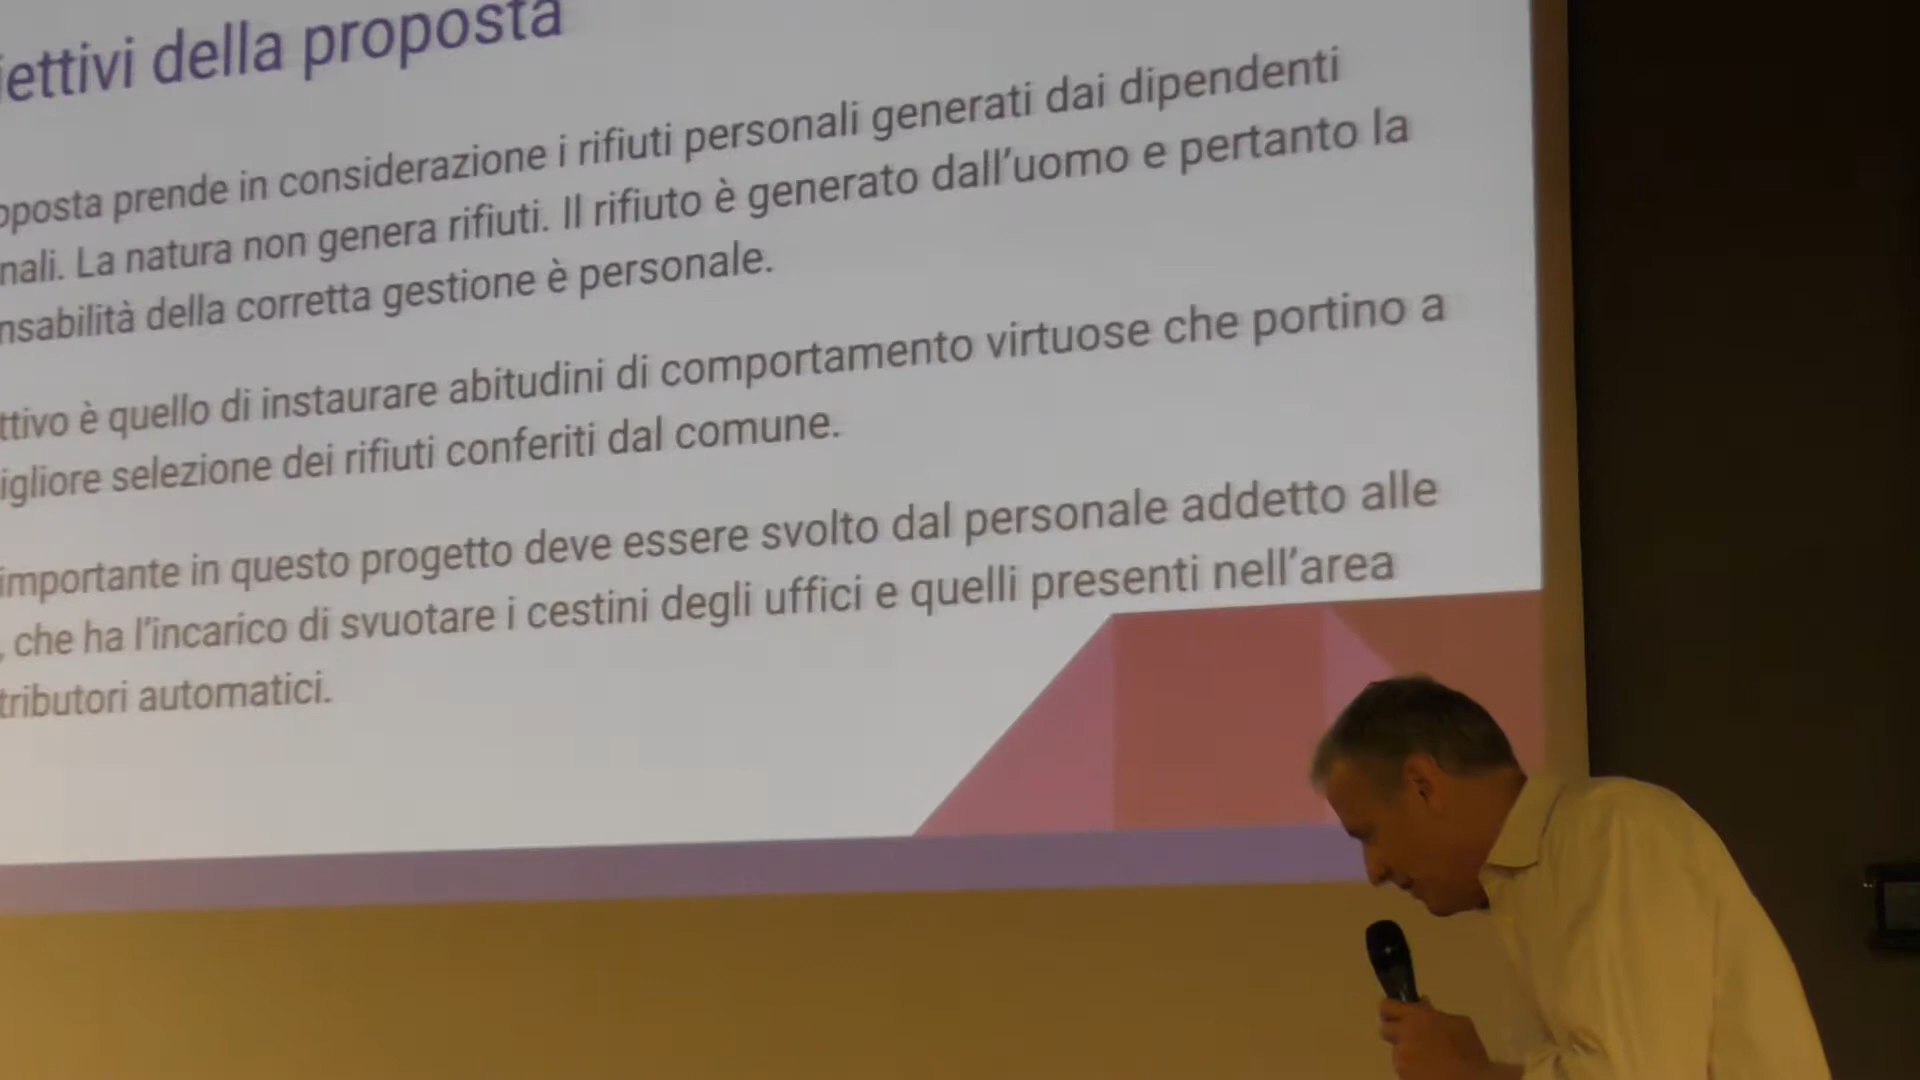 iettivi della proposta
oposta prende in considerazione i rifiuti personali generati dai dipendenti
nali. La natura non genera rifiuti. Il rifiuto è generato dall'uomo e pertanto la
nsabilità della corretta gestione è personale.
ttivo è quello di instaurare abitudini di comportamento virtuose che portino a
igliore selezione dei rifiuti conferiti dal comune.
importante in questo progetto deve essere svolto dal personale addetto alle
, che ha l'incarico di svuotare i cestini degli uffici e quelli presenti nell'area
tributori automatici.